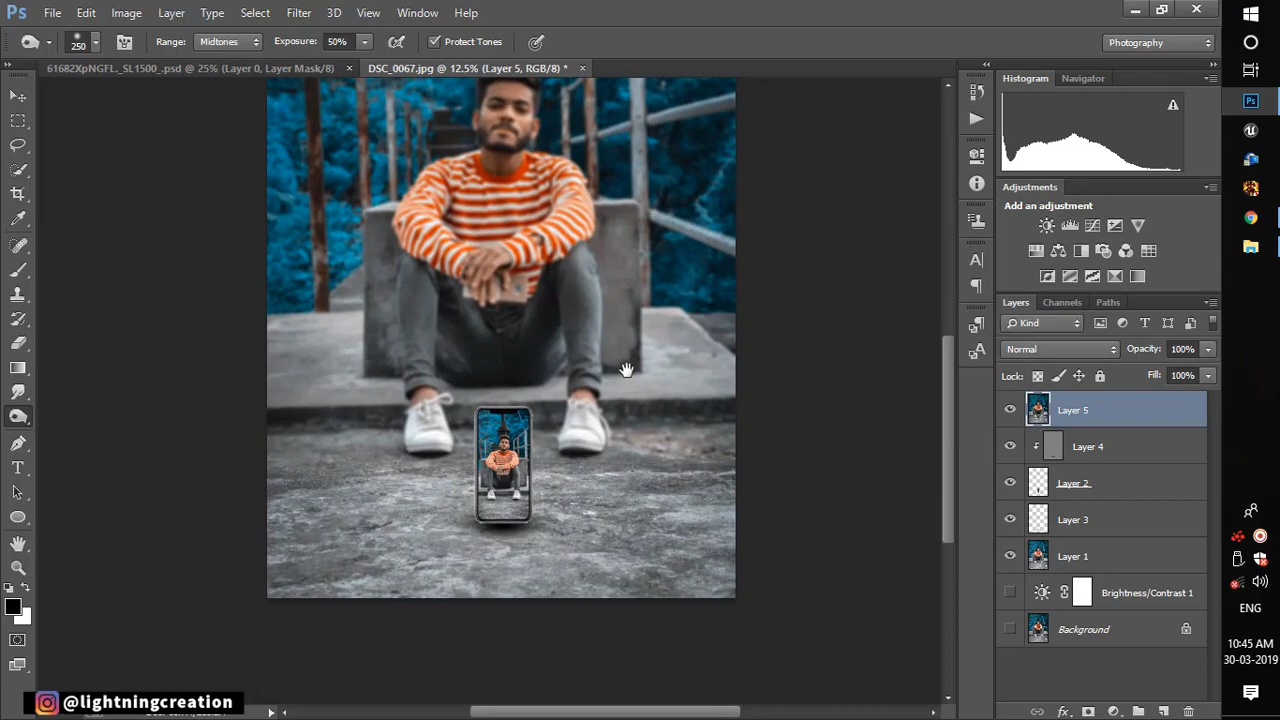 Ps File Edit Image Layer Type Select Filter 3D View Window Help
250 Range: Midtones Exposure: 50% Protect Tones Photography
61682XpNGFL._SL1500_.psd @ 25% (Layer 0, Layer Mask/8) × DSC_0067.jpg @ 12.5% (Layer 5, RGB/8) * ×
Histogram Navigator
Adjustments
Add an adjustment
Layers Channels Paths
Kind
Normal Opacity: 100%
Lock: Fill: 100%
Layer 5
Layer 4
Layer 2
Layer 3
Layer 1
Brightness/Contrast 1
Background
ENG
10:45 AM
30-03-2019
@lightningcreation